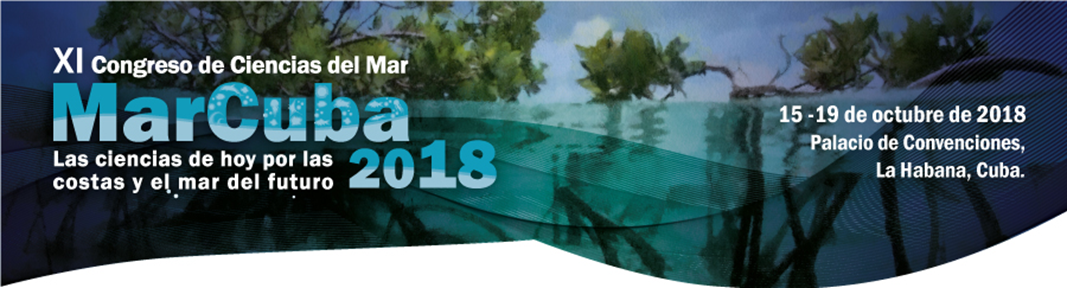 XI Congreso de Ciencias del Mar
MarCuba
Las ciencias de hoy por las
costas y el mar del futuro
2018
15 -19 de octubre de 2018
Palacio de Convenciones,
La Habana, Cuba.